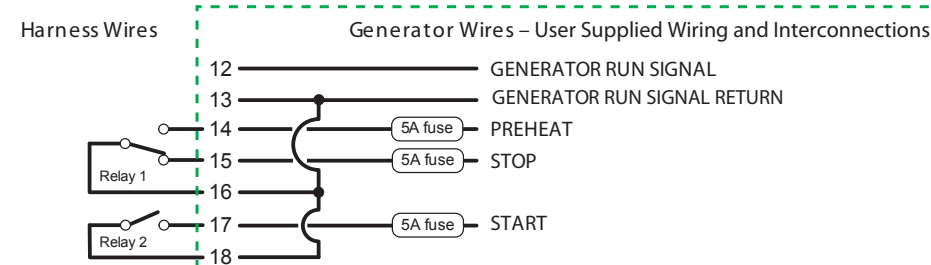 Harness Wires
Generator Wires – User Supplied Wiring and Interconnections
12 GENERATOR RUN SIGNAL
13 GENERATOR RUN SIGNAL RETURN
14 5A fuse PREHEAT
15 5A fuse STOP
Relay 1
16
17 5A fuse START
Relay 2
18